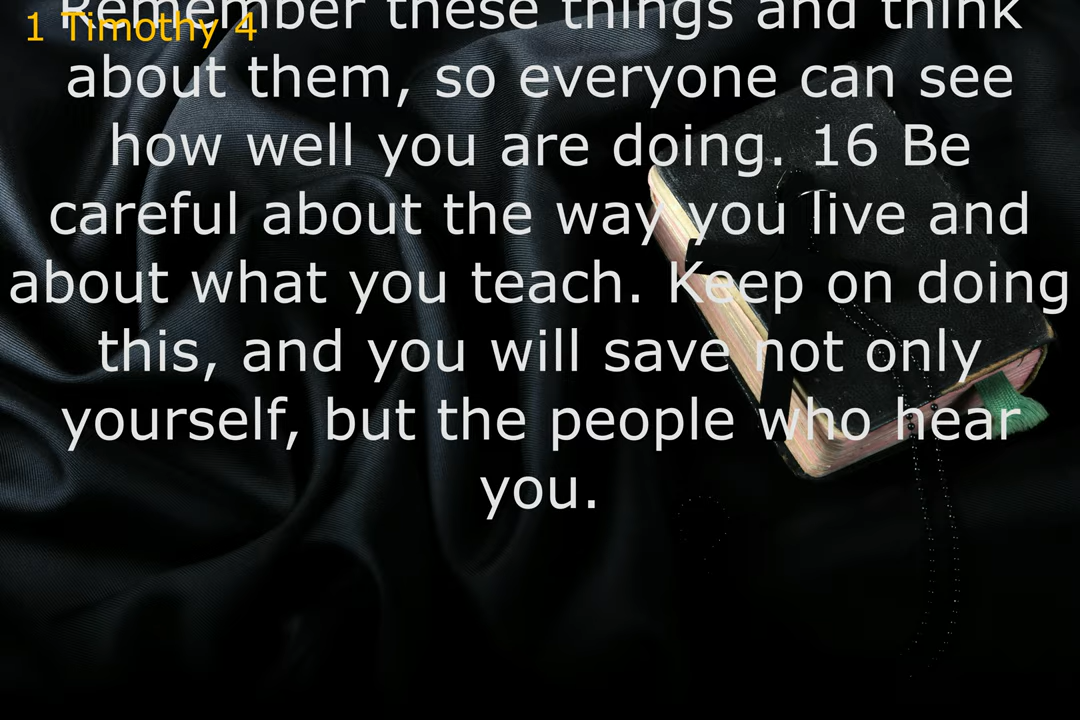 Remember these things and think
1 Timothy 4
about them, so everyone can see
how well you are doing. 16 Be
careful about the way you live and
about what you teach. Keep on doing
this, and you will save not only
yourself, but the people who hear
you.